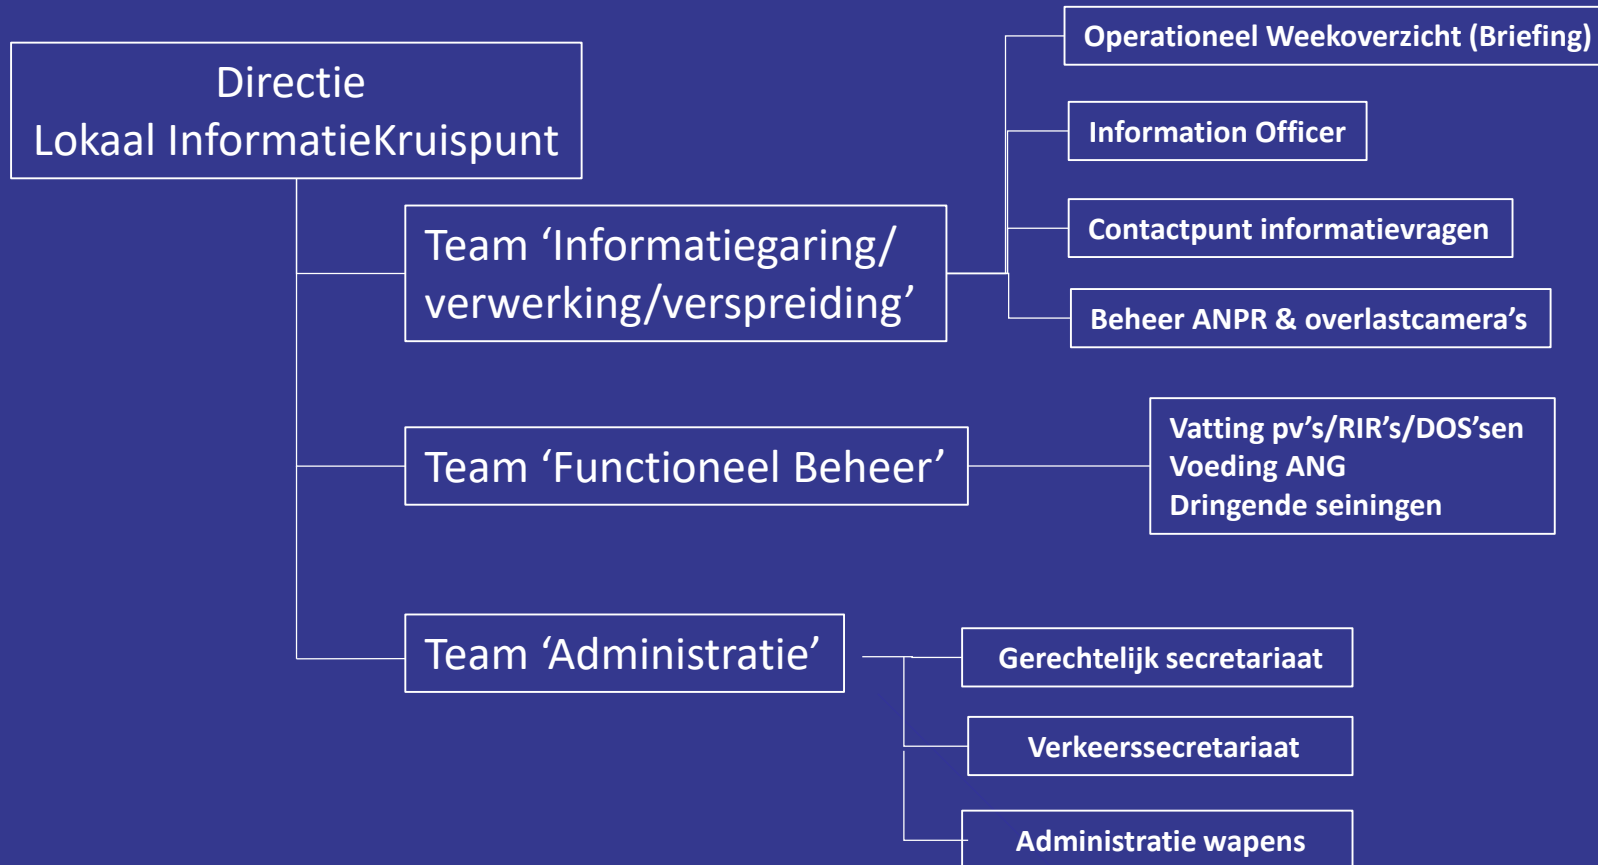 Directie
Lokaal InformatieKruispunt
Operationeel Weekoverzicht (Briefing)
Information Officer
Team ‘Informatiegaring/
verwerking/verspreiding’
Contactpunt informatievragen
Beheer ANPR & overlastcamera’s
Team ‘Functioneel Beheer’
Vatting pv’s/RIR’s/DOS’sen
Voeding ANG
Dringende seiningen
Team ‘Administratie’
Gerechtelijk secretariaat
Verkeerssecretariaat
Administratie wapens